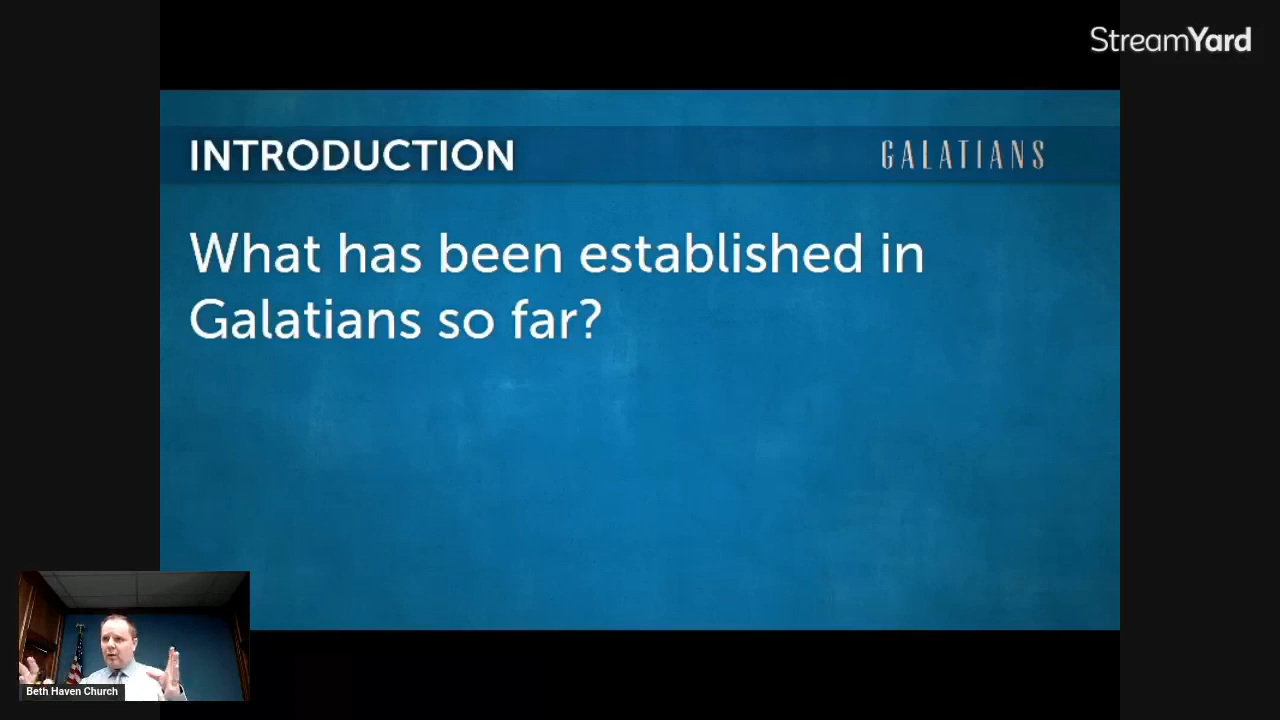 StreamYard
INTRODUCTION
GALATIANS
What has been established in
Galatians so far?
Beth Haven Church